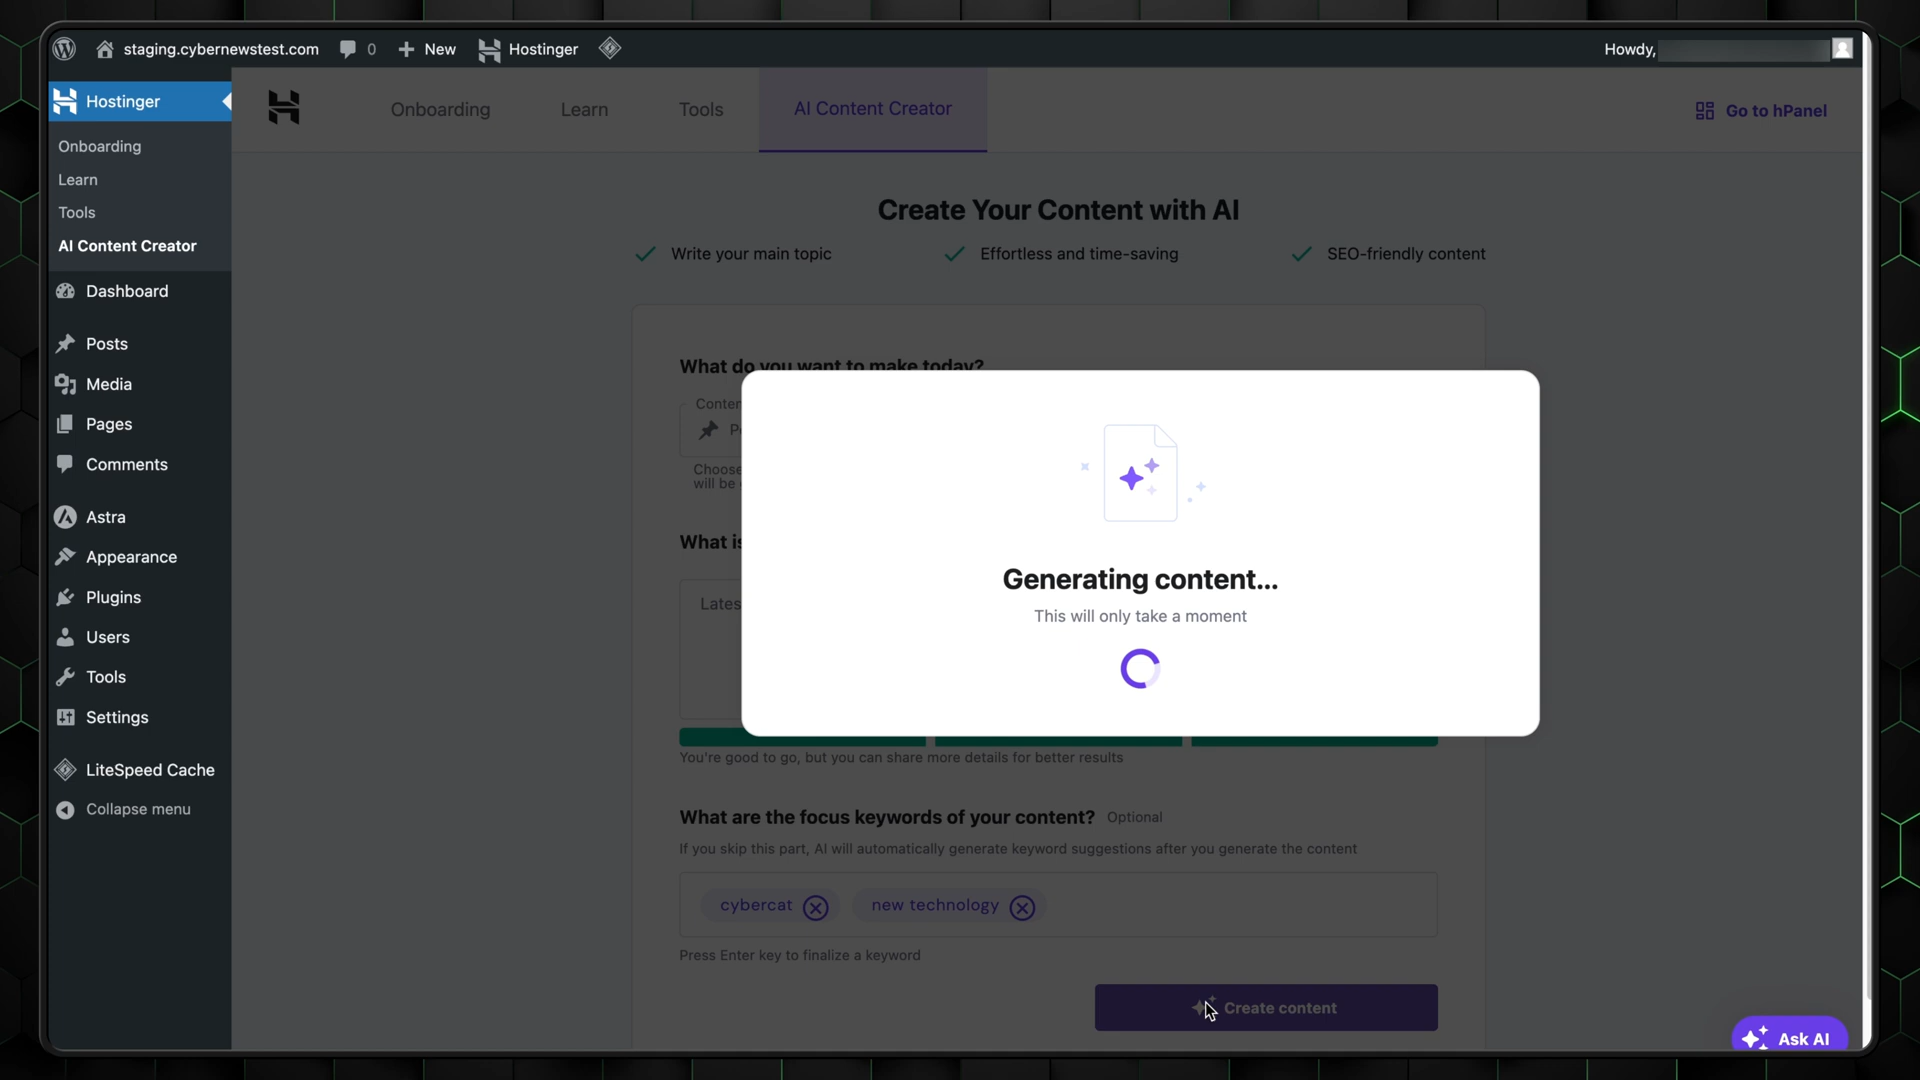 staging.cybernewstest.com
0
New
Hostinger
Howdy,
Hostinger
Onboarding
Learn
Tools
AI Content Creator
Go to hPanel
Onboarding
Learn
Tools
AI Content Creator
Dashboard
Posts
Media
Pages
Comments
Astra
Appearance
Plugins
Users
Tools
Settings
LiteSpeed Cache
Collapse menu
Create Your Content with AI
Write your main topic
Effortless and time-saving
SEO-friendly content
What do you want to make today?
Choose
will be
What is
Generating content...
This will only take a moment
You're good to go, but you can share more details for better results
What are the focus keywords of your content? Optional
If you skip this part, AI will automatically generate keyword suggestions after you generate the content
cybercat
new technology
Press Enter key to finalize a keyword
Create content
Ask AI